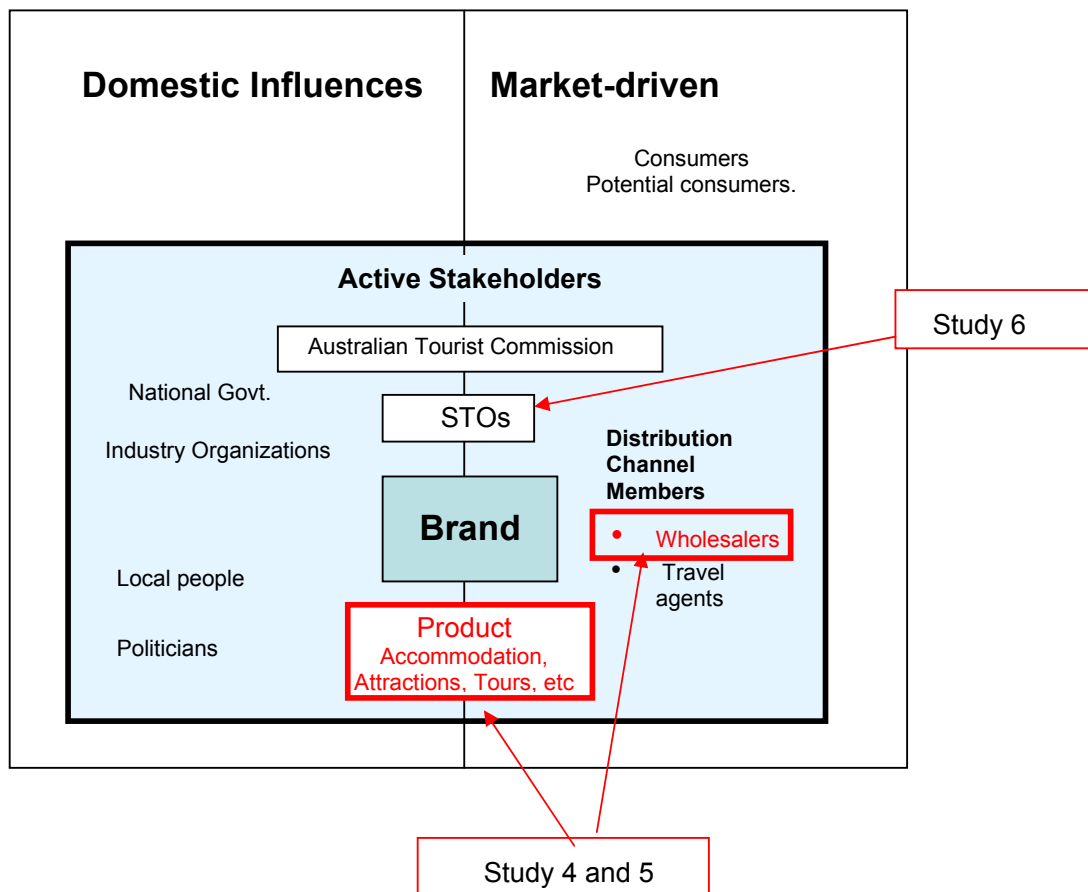 Domestic Influences
Market-driven
Consumers
Potential consumers.
Active Stakeholders
Study 6
Australian Tourist Commission
National Govt.
STOs
Industry Organizations
Distribution
Channel
Members
Brand
• Wholesalers
• Travel
agents
Local people
Politicians
Product
Accommodation,
Attractions, Tours, etc
Study 4 and 5